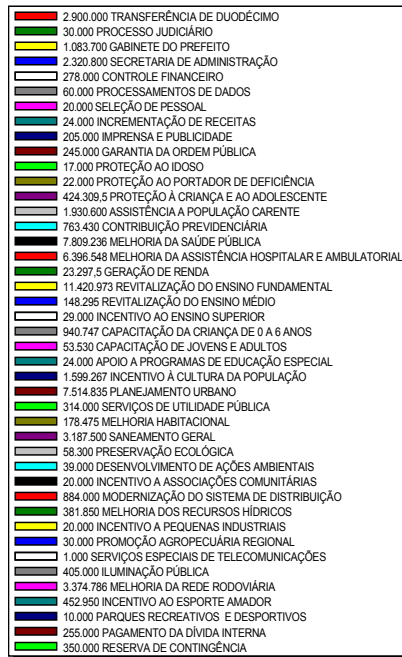 2.900.000 TRANSFERÊNCIA DE DUODÉCIMO
30.000 PROCESSO JUDICIÁRIO
1.083.700 GABINETE DO PREFEITO
2.320.800 SECRETARIA DE ADMINISTRAÇÃO
278.000 CONTROLE FINANCEIRO
60.000 PROCESSAMENTOS DE DADOS
20.000 SELEÇÃO DE PESSOAL
24.000 INCREMENTAÇÃO DE RECEITAS
205.000 IMPRENSA E PUBLICIDADE
245.000 GARANTIA DA ORDEM PÚBLICA
17.000 PROTEÇÃO AO IDOSO
22.000 PROTEÇÃO AO PORTADOR DE DEFICIÊNCIA
424.309,5 PROTEÇÃO À CRIANÇA E AO ADOLESCENTE
1.930.600 ASSISTÊNCIA A POPULAÇÃO CARENTE
763.430 CONTRIBUIÇÃO PREVIDENCIÁRIA
7.809.236 MELHORIA DA SAÚDE PÚBLICA
6.396.548 MELHORIA DA ASSISTÊNCIA HOSPITALAR E AMBULATORIAL
23.297,5 GERAÇÃO DE RENDA
11.420.973 REVITALIZAÇÃO DO ENSINO FUNDAMENTAL
148.295 REVITALIZAÇÃO DO ENSINO MÉDIO
29.000 INCENTIVO AO ENSINO SUPERIOR
940.747 CAPACITAÇÃO DA CRIANÇA DE 0 A 6 ANOS
53.530 CAPACITAÇÃO DE JOVENS E ADULTOS
24.000 APOIO A PROGRAMAS DE EDUCAÇÃO ESPECIAL
1.599.267 INCENTIVO À CULTURA DA POPULAÇÃO
7.514.835 PLANEJAMENTO URBANO
314.000 SERVIÇOS DE UTILIDADE PÚBLICA
178.475 MELHORIA HABITACIONAL
3.187.500 SANEAMENTO GERAL
58.300 PRESERVAÇÃO ECOLÓGICA
39.000 DESENVOLVIMENTO DE AÇÕES AMBIENTAIS
20.000 INCENTIVO A ASSOCIAÇÕES COMUNITÁRIAS
884.000 MODERNIZAÇÃO DO SISTEMA DE DISTRIBUIÇÃO
381.850 MELHORIA DOS RECURSOS HÍDRICOS
20.000 INCENTIVO A PEQUENAS INDUSTRIAIS
30.000 PROMOÇÃO AGROPECUÁRIA REGIONAL
1.000 SERVIÇOS ESPECIAIS DE TELECOMUNICAÇÕES
405.000 ILUMINAÇÃO PÚBLICA
3.374.786 MELHORIA DA REDE RODOVIÁRIA
452.950 INCENTIVO AO ESPORTE AMADOR
10.000 PARQUES RECREATIVOS E DESPORTIVOS
255.000 PAGAMENTO DA DÍVIDA INTERNA
350.000 RESERVA DE CONTINGÊNCIA